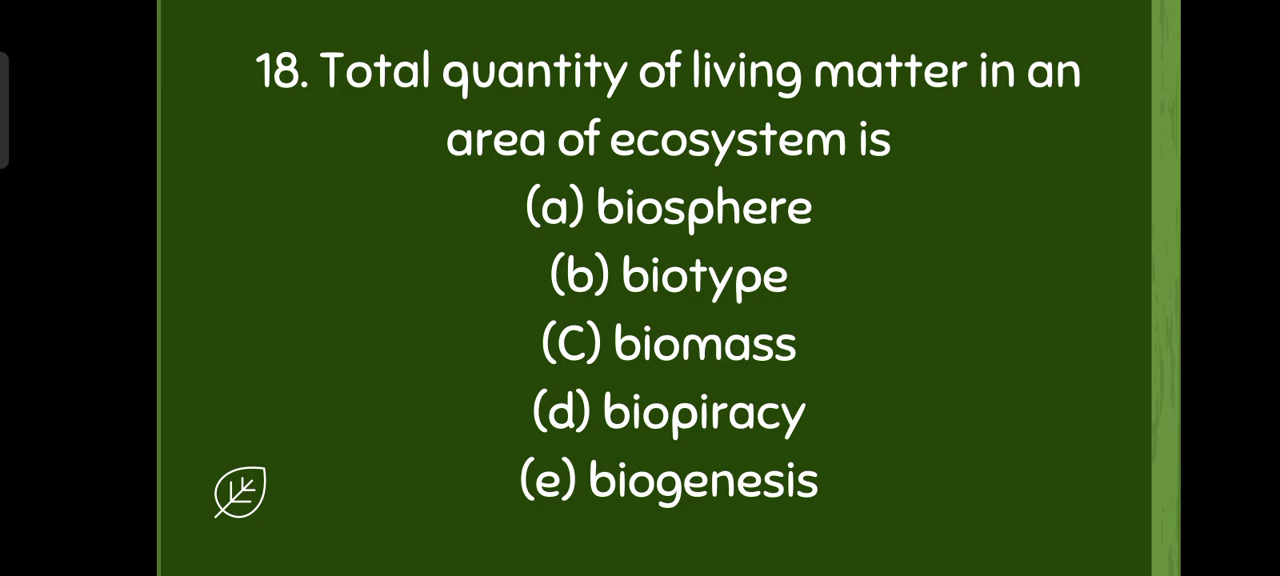 18. Total quantity of living matter in an
area of ecosystem is
(a) biosphere
(b) biotype
(C) biomass
(d) biopiracy
(e) biogenesis